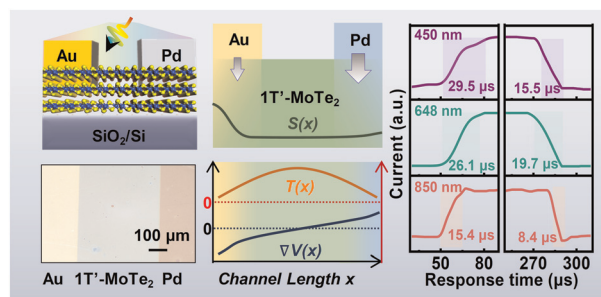 Au
Pd
SiO₂/Si
100 μm
Au 1T'-MoTe₂ Pd
Au
Pd
1T'-MoTe₂
S(x)
T(x)
0
0
∇V(x)
Channel Length x
Current (a.u.)
450 nm
29.5 μs
15.5 μs
648 nm
26.1 μs
19.7 μs
850 nm
15.4 μs
8.4 μs
50 80 270 300
Response time (μs)